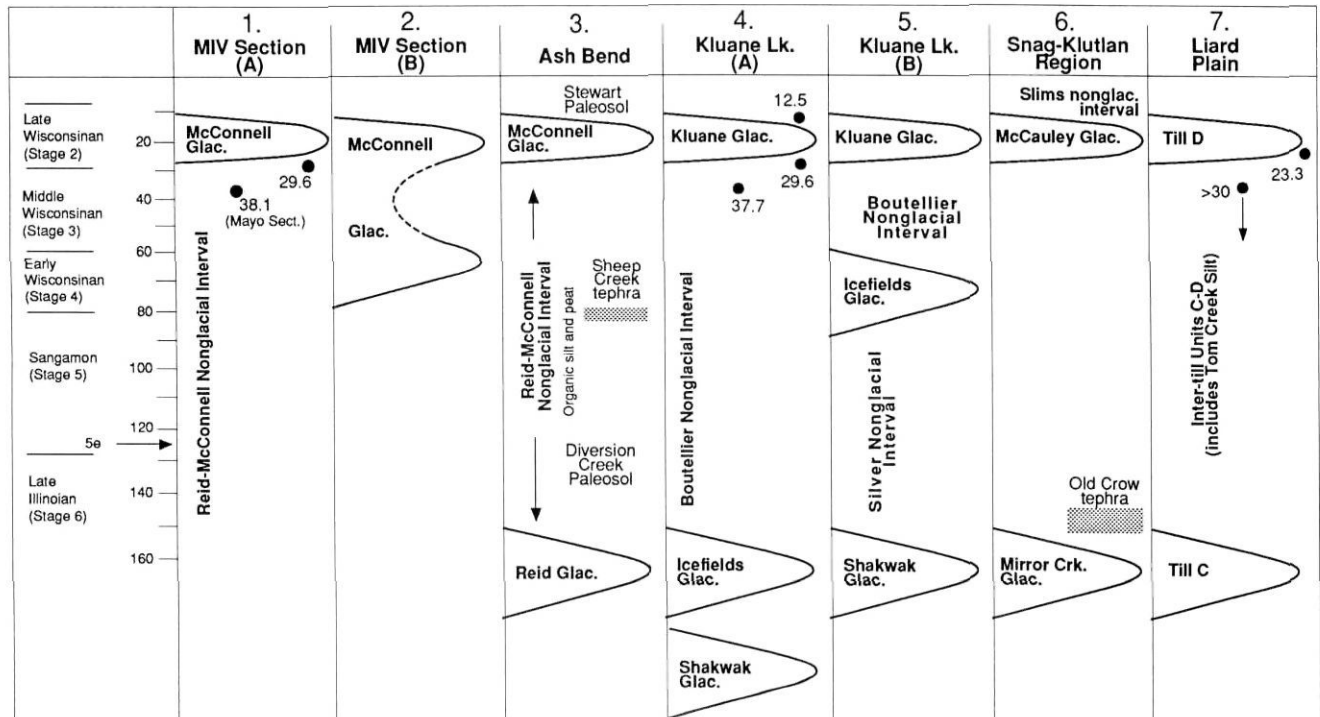 1.
MIV Section
(A)
2.
MIV Section
(B)
3.
Ash Bend
4.
Kluane Lk.
(A)
5.
Kluane Lk.
(B)
6.
Snag-Klutlan
Region
7.
Liard
Plain
Late
Wisconsinan
(Stage 2)
Middle
Wisconsinan
(Stage 3)
Early
Wisconsinan
(Stage 4)
Sangamon
(Stage 5)
5e
Late
Illinoian
(Stage 6)
20
40
60
80
100
120
140
160
McConnell
Glac.
29.6
38.1
(Mayo Sect.)
Reid-McConnell Nonglacial Interval
McConnell
Glac.
Stewart
Paleosol
McConnell
Glac.
Reid-McConnell
Nonglacial Interval
Organic silt and peat
Sheep
Creek
tephra
Diversion
Creek
Paleosol
Reid Glac.
12.5
Kluane Glac.
29.6
37.7
Boutellier Nonglacial Interval
Icefields
Glac.
Shakwak
Glac.
Kluane Glac.
Boutellier
Nonglacial
Interval
Icefields
Glac.
Silver Nonglacial
Interval
Shakwak
Glac.
Slims nonglac.
interval
McCauley Glac.
Old Crow
tephra
Mirror Crk.
Glac.
Till D
23.3
>30
Inter-till Units C-D
(includes Tom Creek Silt)
Till C